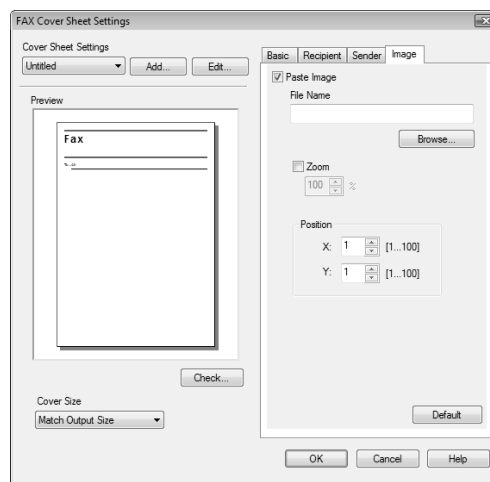 FAX Cover Sheet Settings
Cover Sheet Settings
Untitled
Add...
Edit...
Preview
Fax
Check...
Cover Size
Match Output Size
Basic
Recipient
Sender
Image
Paste Image
File Name
Browse...
Zoom
100 %
Position
X: 1 [1...100]
Y: 1 [1...100]
Default
OK
Cancel
Help